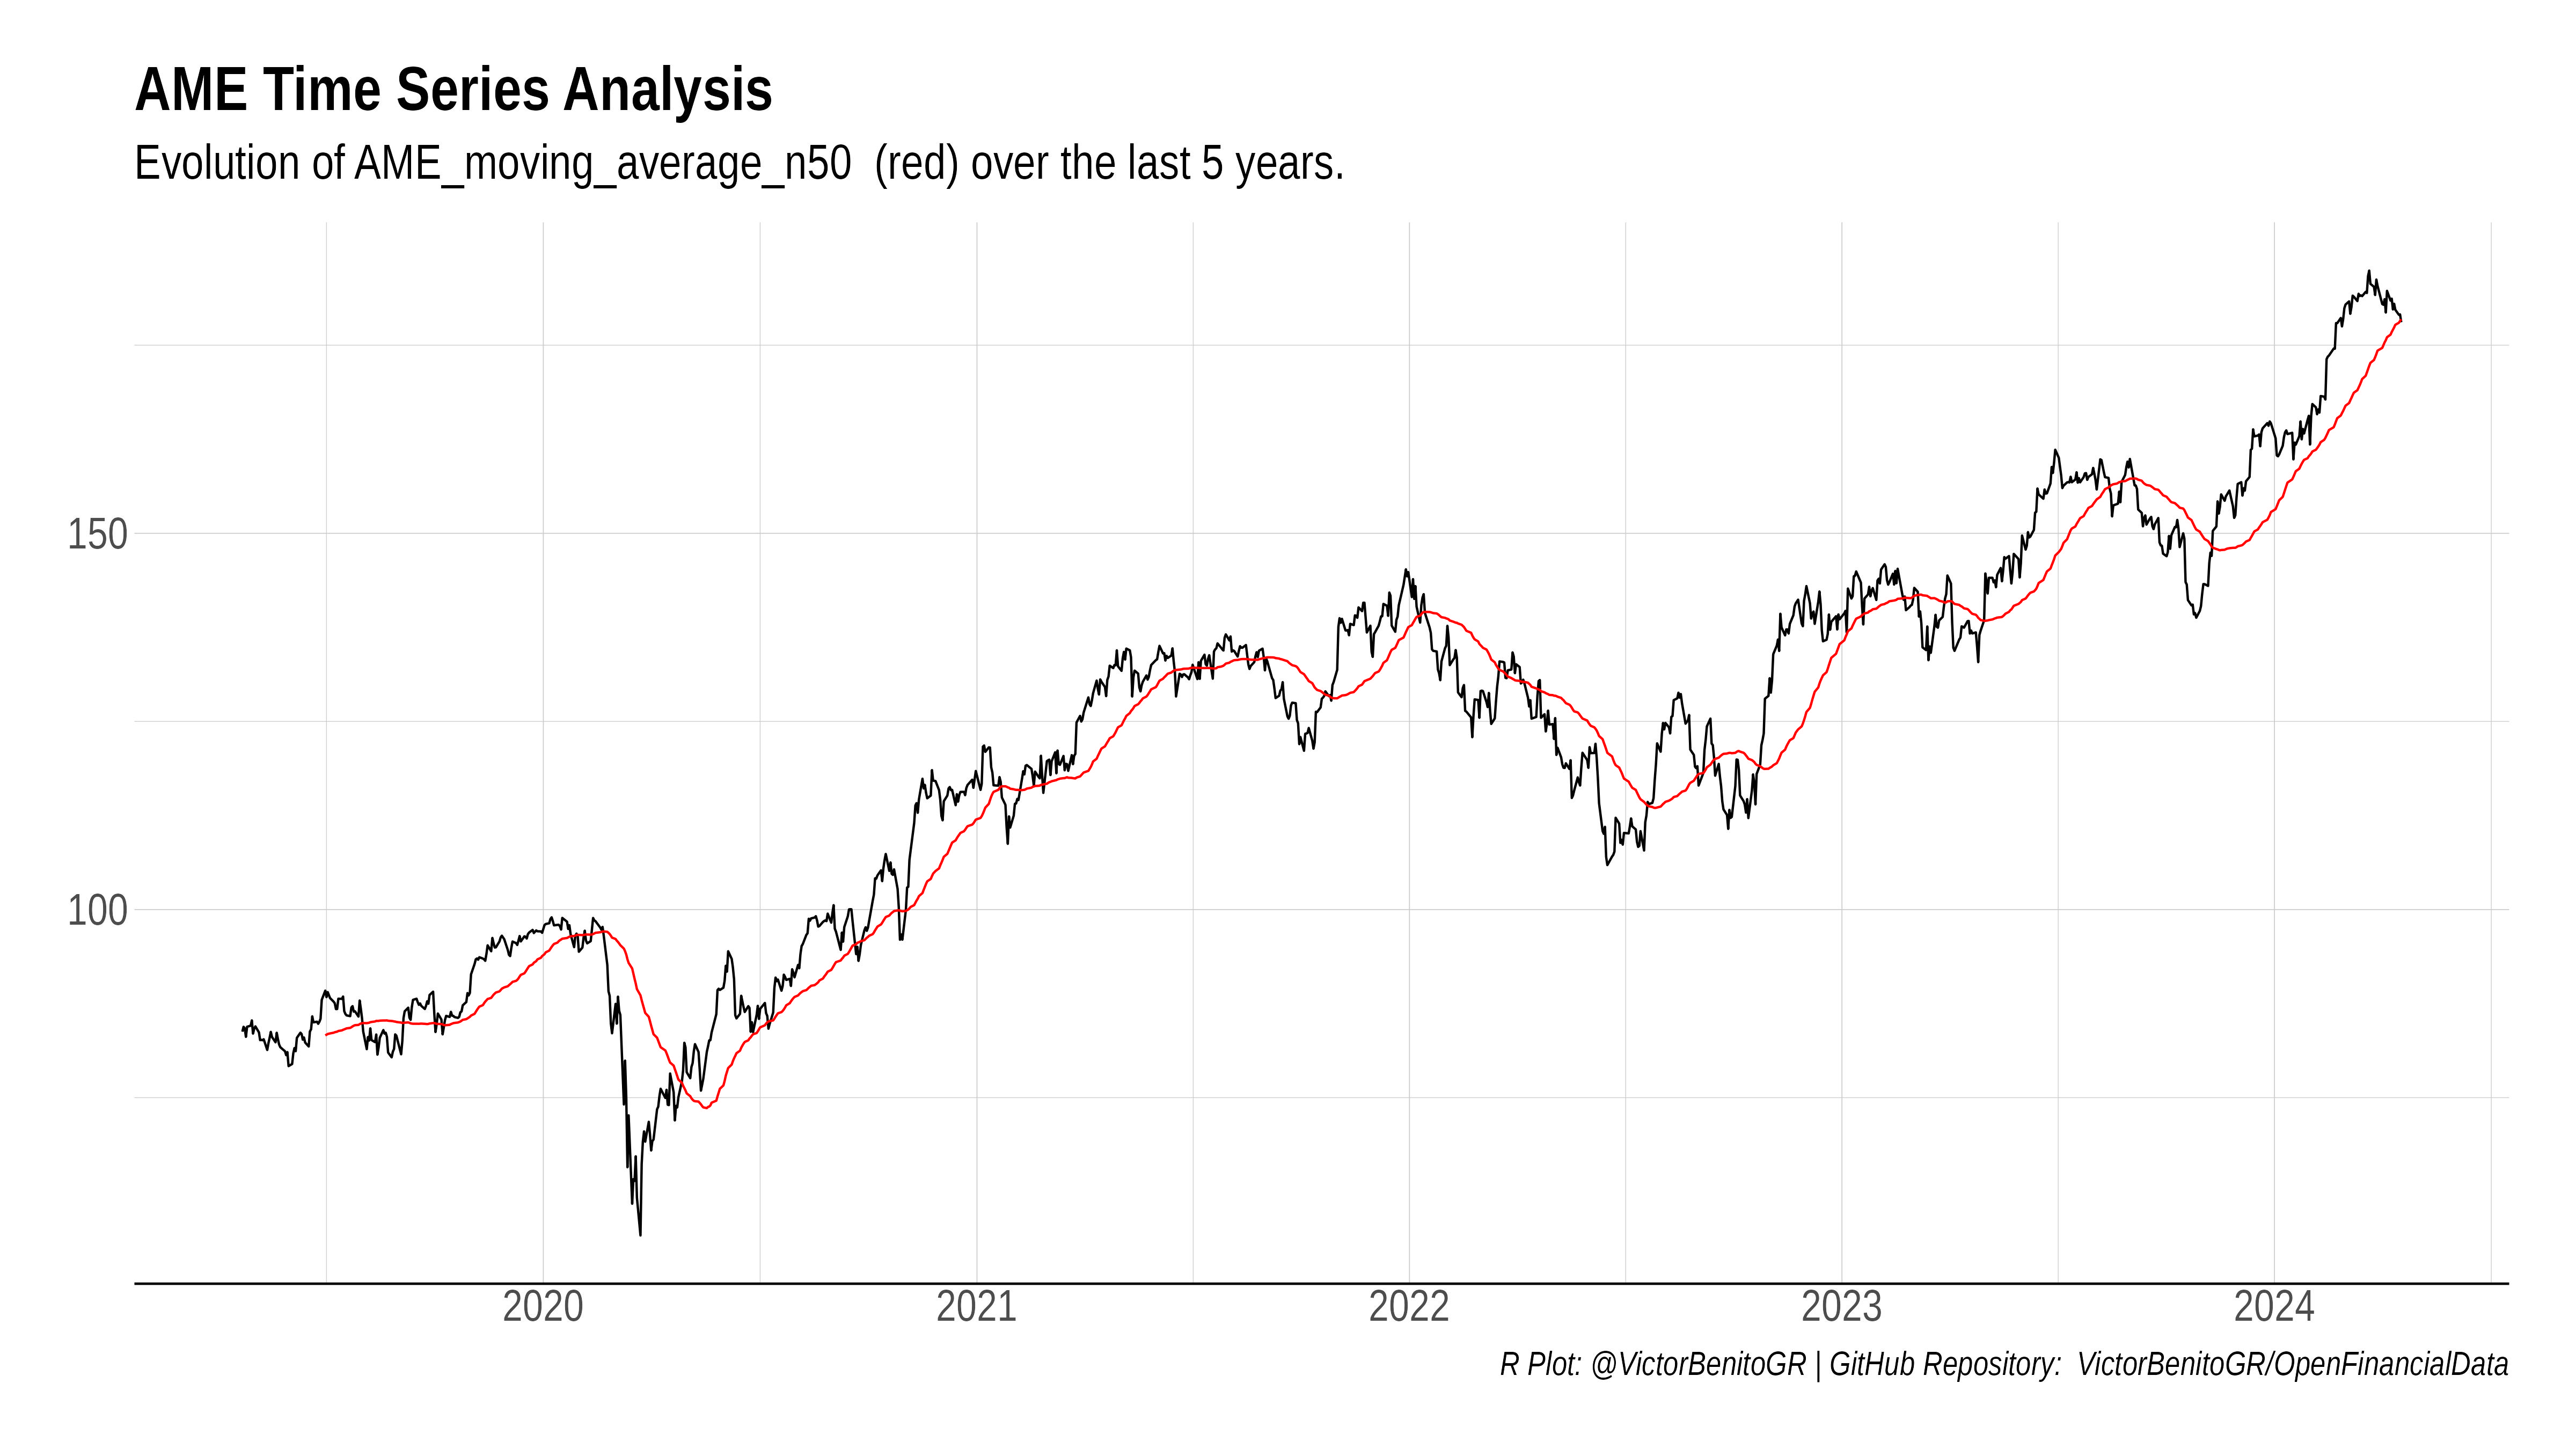 AME Time Series Analysis
Evolution of AME_moving_average_n50  (red) over the last 5 years.
150
100
2020 2021 2022 2023 2024
R Plot: @VictorBenitoGR | GitHub Repository:  VictorBenitoGR/OpenFinancialData